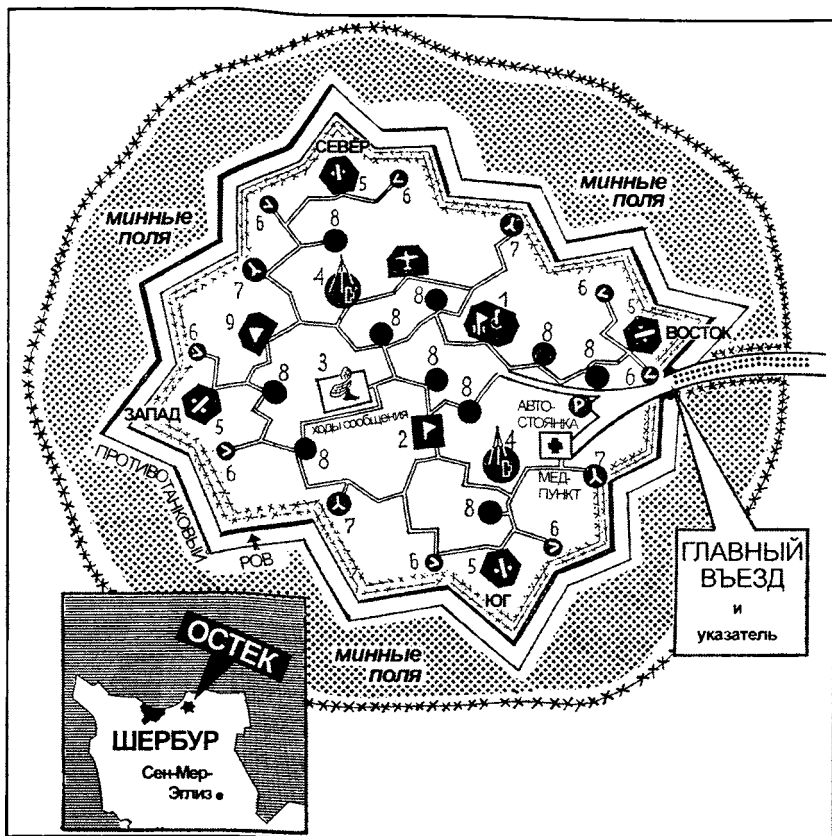 СЕВЕР
5
6
6
МИННЫЕ
ПОЛЯ
МИННЫЕ
ПОЛЯ
8
7
4
D
7
8
1
6
5
ВОСТОК
9
8
8
6
3
8
8
8
6
ЗАПАД
5
8
ХОДЫ СООБЩЕНИЯ
2
АВТО-
СТОЯНКА
P
6
8
4
D
МЕД-
ПУНКТ
7
ПРОТИВОТАНКОВЫЙ
РОВ
7
8
6
6
5
ЮГ
ГЛАВНЫЙ
ВЪЕЗД
и
указатель
МИННЫЕ
ПОЛЯ
ОСТЕК
ШЕРБУР
Сен-Мер-
Эглиз